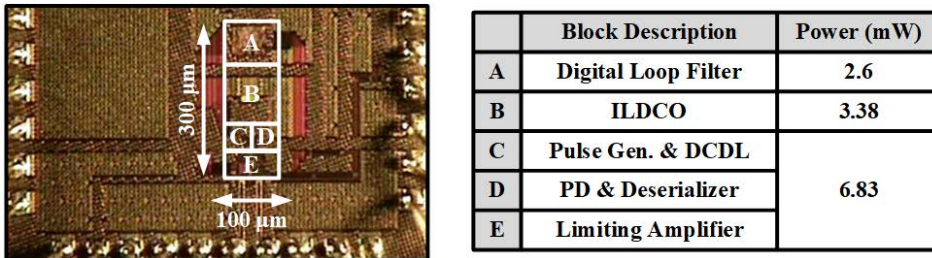 A
B
C D
E
300 µm
100 µm
Block Description Power (mW)
A Digital Loop Filter 2.6
B ILDCO 3.38
C Pulse Gen. & DCDL
D PD & Deserializer 6.83
E Limiting Amplifier